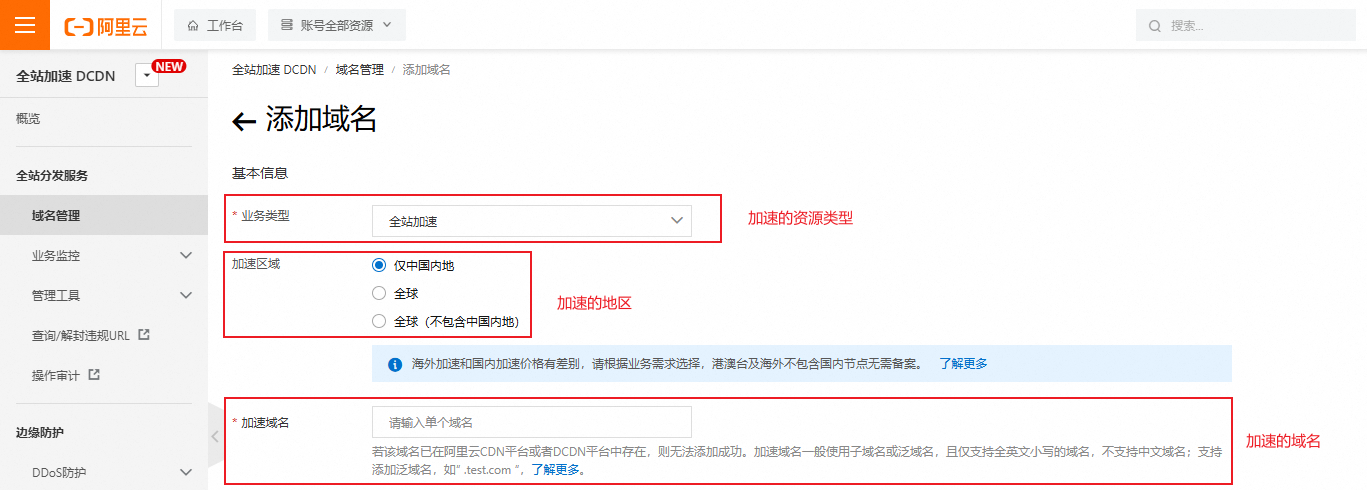 阿里云
工作台
账号全部资源
搜索...
全站加速 DCDN
NEW
概览
全站分发服务
域名管理
业务监控
管理工具
查询/解封违规URL
操作审计
边缘防护
DDoS防护
全站加速 DCDN / 域名管理 / 添加域名
添加域名
基本信息
* 业务类型
全站加速
加速的资源类型
加速区域
仅中国内地
全球
全球（不包含中国内地）
加速的地区
海外加速和国内加速价格有差别，请根据业务需求选择，港澳台及海外不包含国内节点无需备案。 了解更多
* 加速域名
请输入单个域名
若该域名已在阿里云CDN平台或者DCDN平台中存在，则无法添加成功。加速域名一般使用子域名或泛域名，且仅支持全英文小写的域名，不支持中文域名；支持
添加泛域名，如“ .test.com “，了解更多。
加速的域名